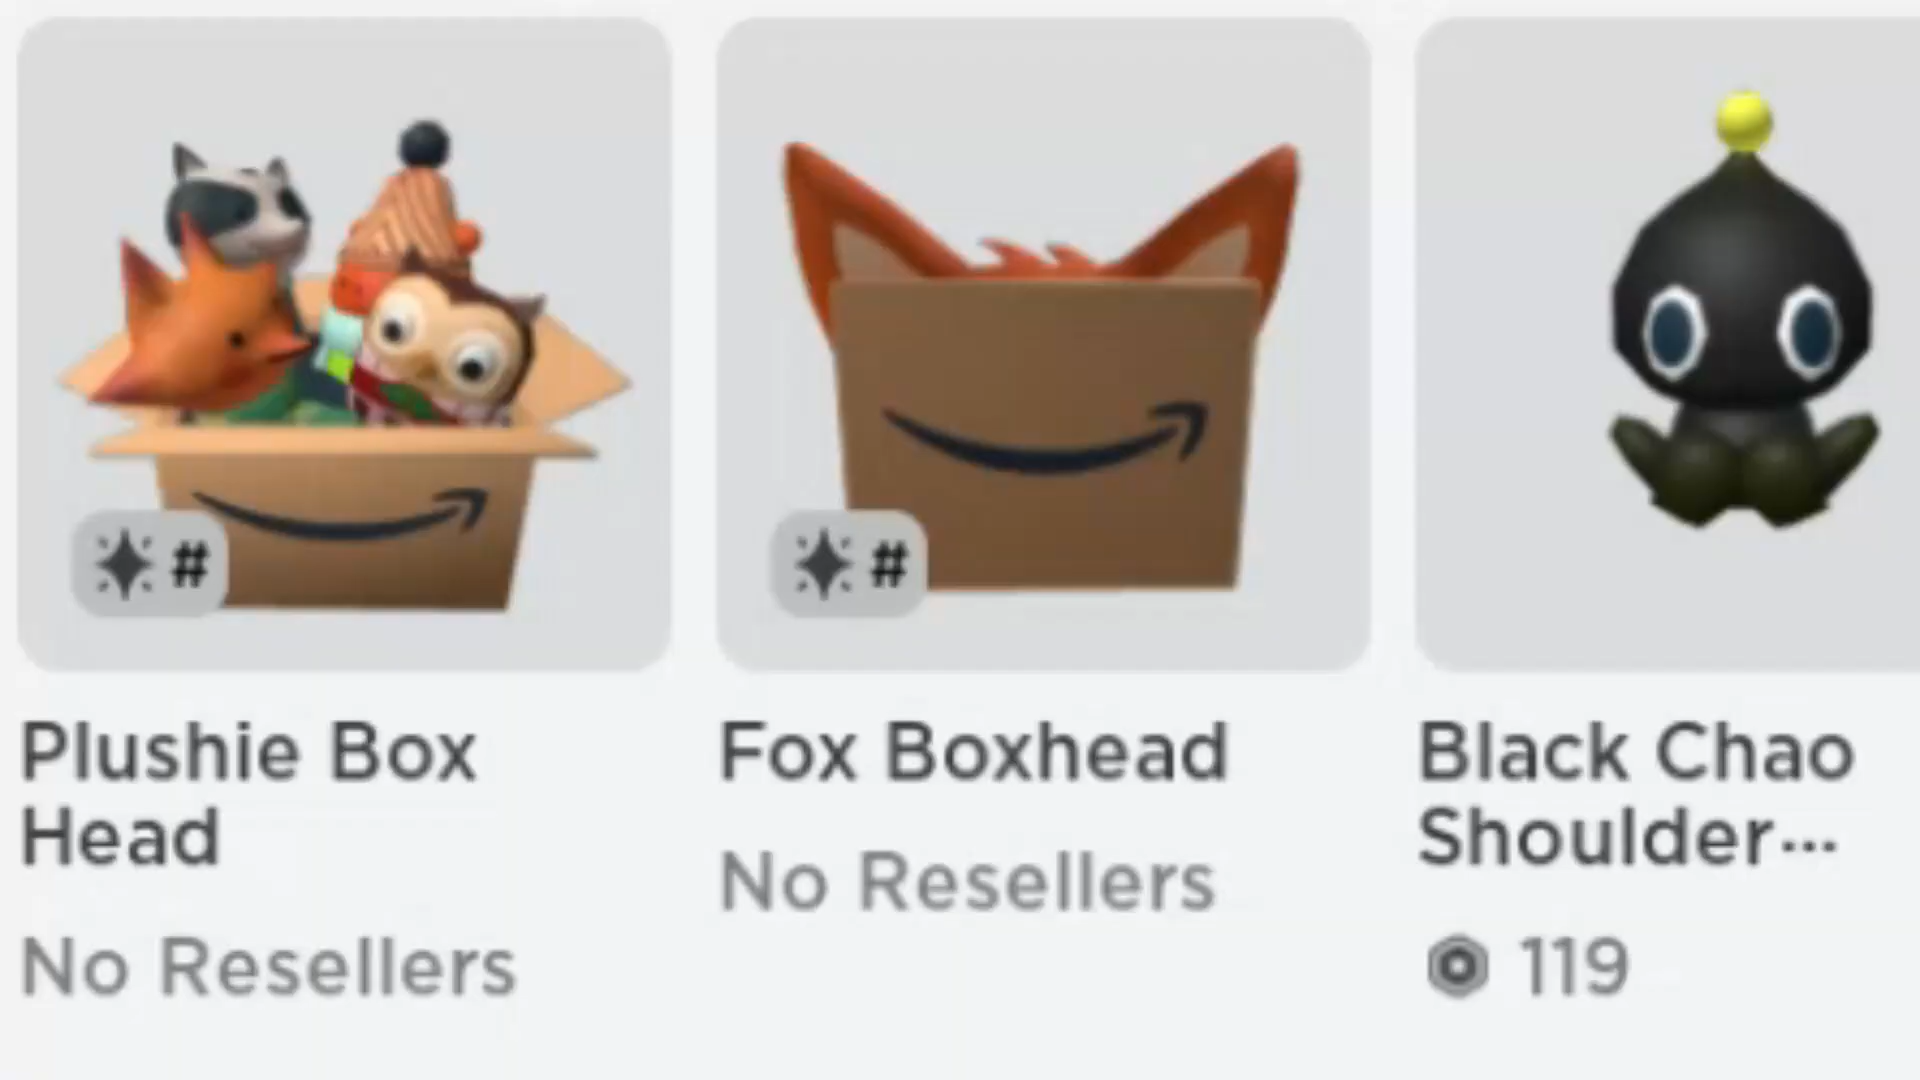 #
#
Plushie Box
Head
No Resellers
Fox Boxhead
No Resellers
Black Chao
Shoulder...
119